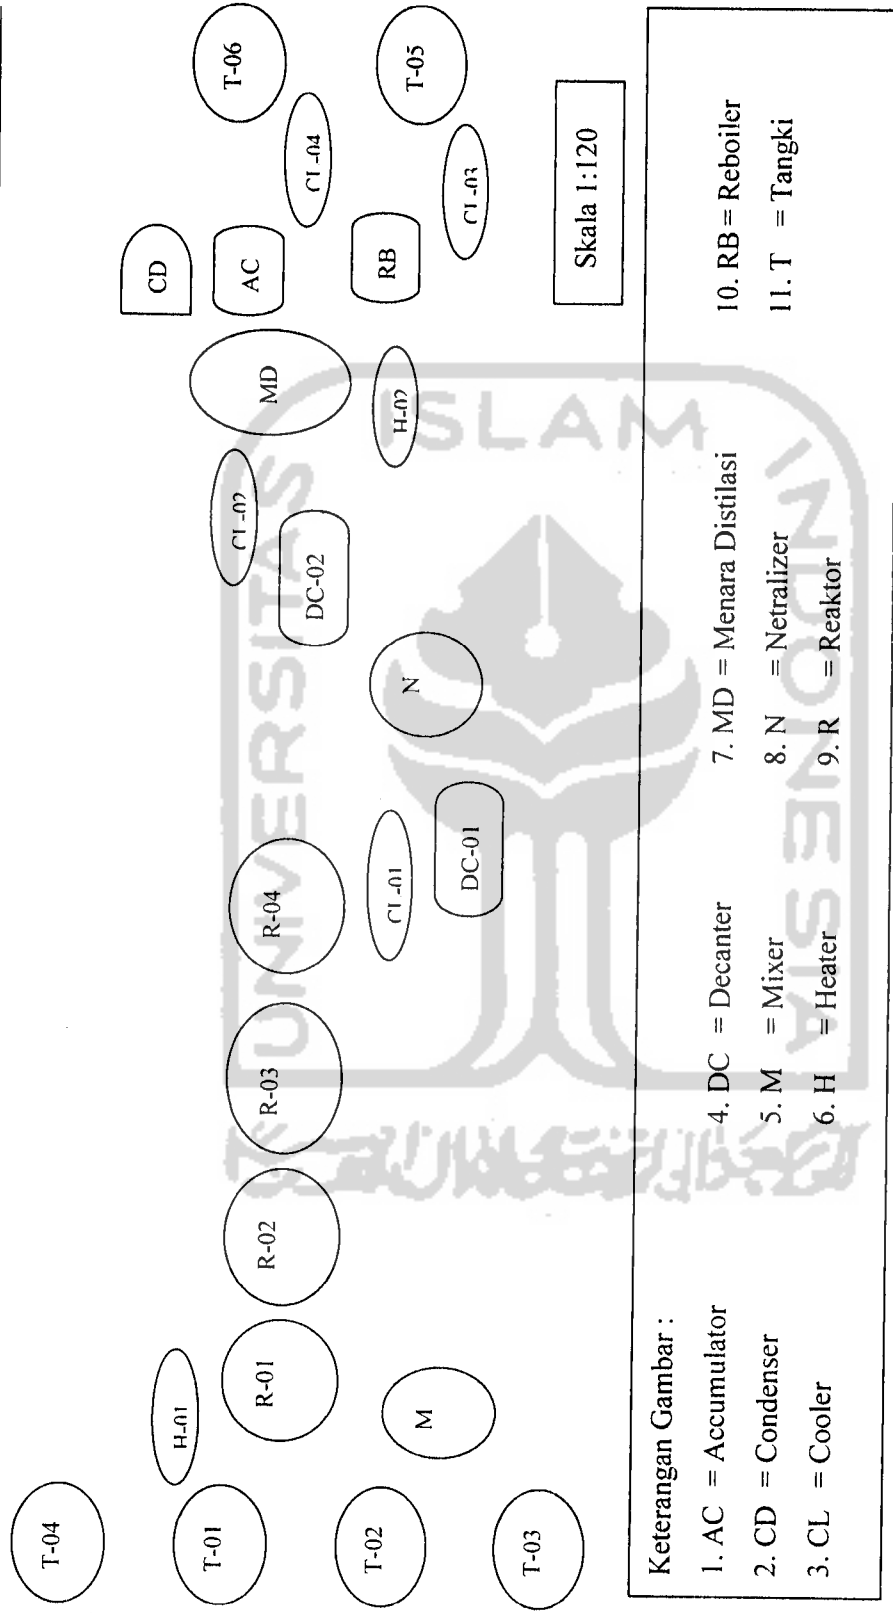 T-04
T-01
T-02
T-03
H-01
M
R-01
R-02
R-03
R-04
CL-01
DC-01
N
DC-02
CL-02
MD
H-02
CD
AC
RB
CL-04
CL-03
T-06
T-05
Skala 1:120
Keterangan Gambar :
1. AC = Accumulator
2. CD = Condenser
3. CL = Cooler
4. DC = Decanter
5. M = Mixer
6. H = Heater
7. MD = Menara Distilasi
8. N = Netralizer
9. R = Reaktor
10. RB = Reboiler
11. T = Tangki
UNIVERSITAS
ISLAM
INDONESIA